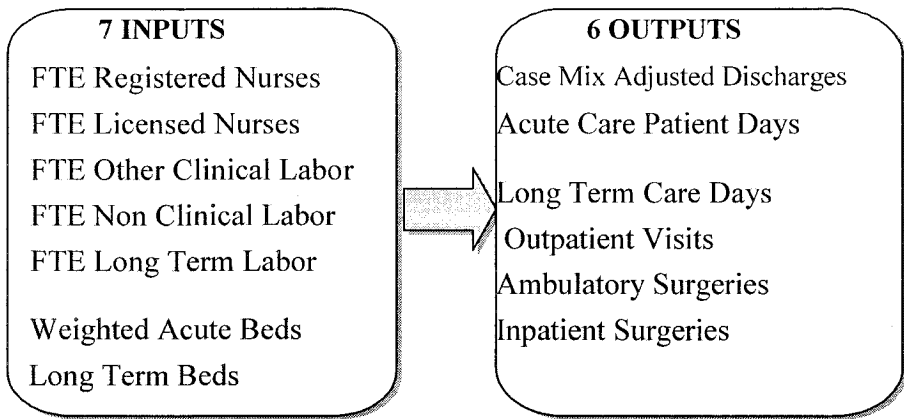 7 INPUTS
FTE Registered Nurses
FTE Licensed Nurses
FTE Other Clinical Labor
FTE Non Clinical Labor
FTE Long Term Labor
Weighted Acute Beds
Long Term Beds
6 OUTPUTS
Case Mix Adjusted Discharges
Acute Care Patient Days
Long Term Care Days
Outpatient Visits
Ambulatory Surgeries
Inpatient Surgeries